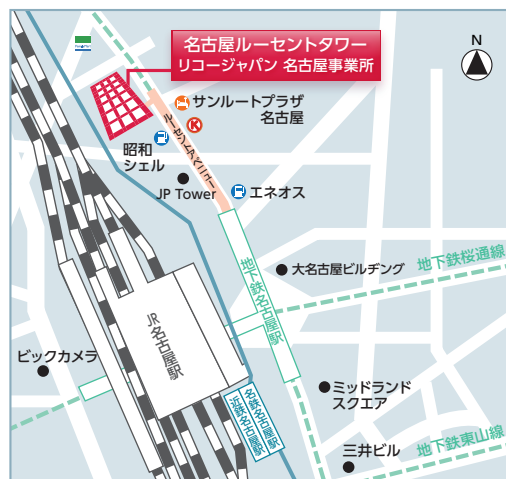 名古屋ルーセントタワー
リコージャパン 名古屋事業所
N
FamilyMart
サンルートプラザ
名古屋
K
ルーセントアベニュー
昭和
シェル
JP Tower
エネオス
地下鉄名古屋駅
大名古屋ビルヂング
地下鉄桜通線
JR名古屋駅
ビックカメラ
名鉄名古屋駅
近鉄名古屋駅
ミッドランド
スクエア
三井ビル
地下鉄東山線